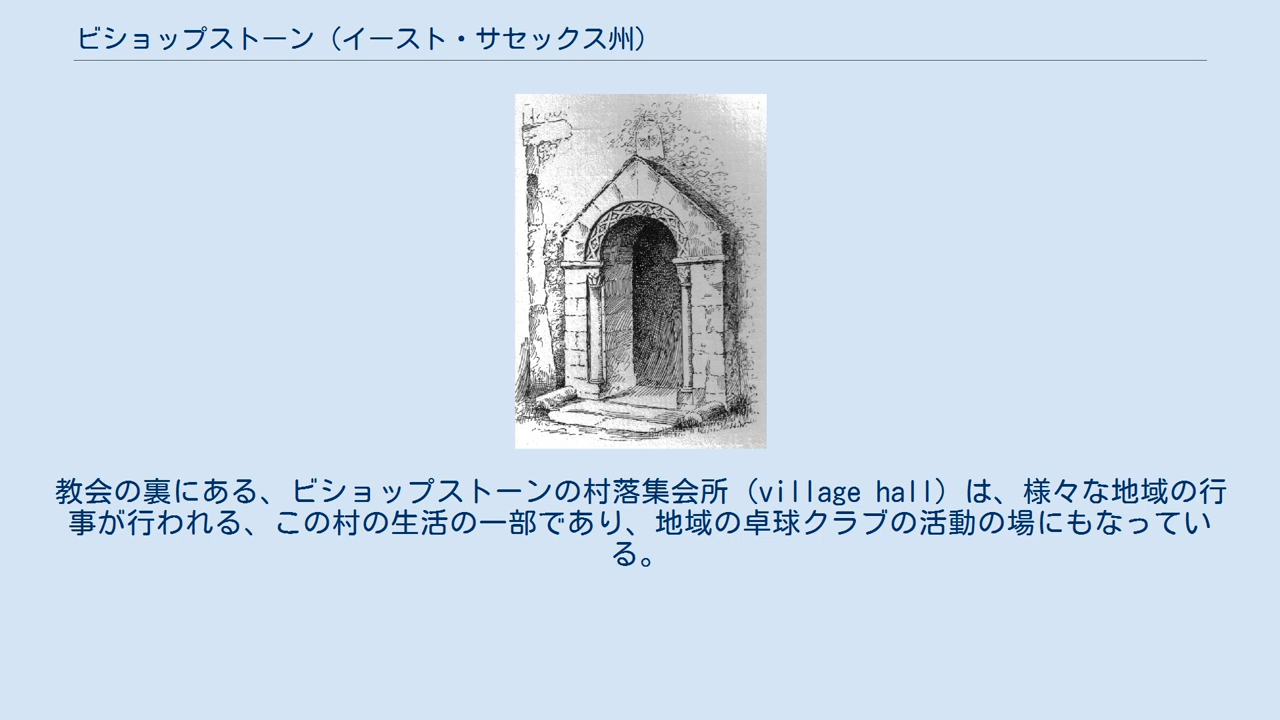 ビショップストーン（イースト・サセックス州）
教会の裏にある、ビショップストーンの村落集会所（village hall）は、様々な地域の行
事が行われる、この村の生活の一部であり、地域の卓球クラブの活動の場にもなってい
る。